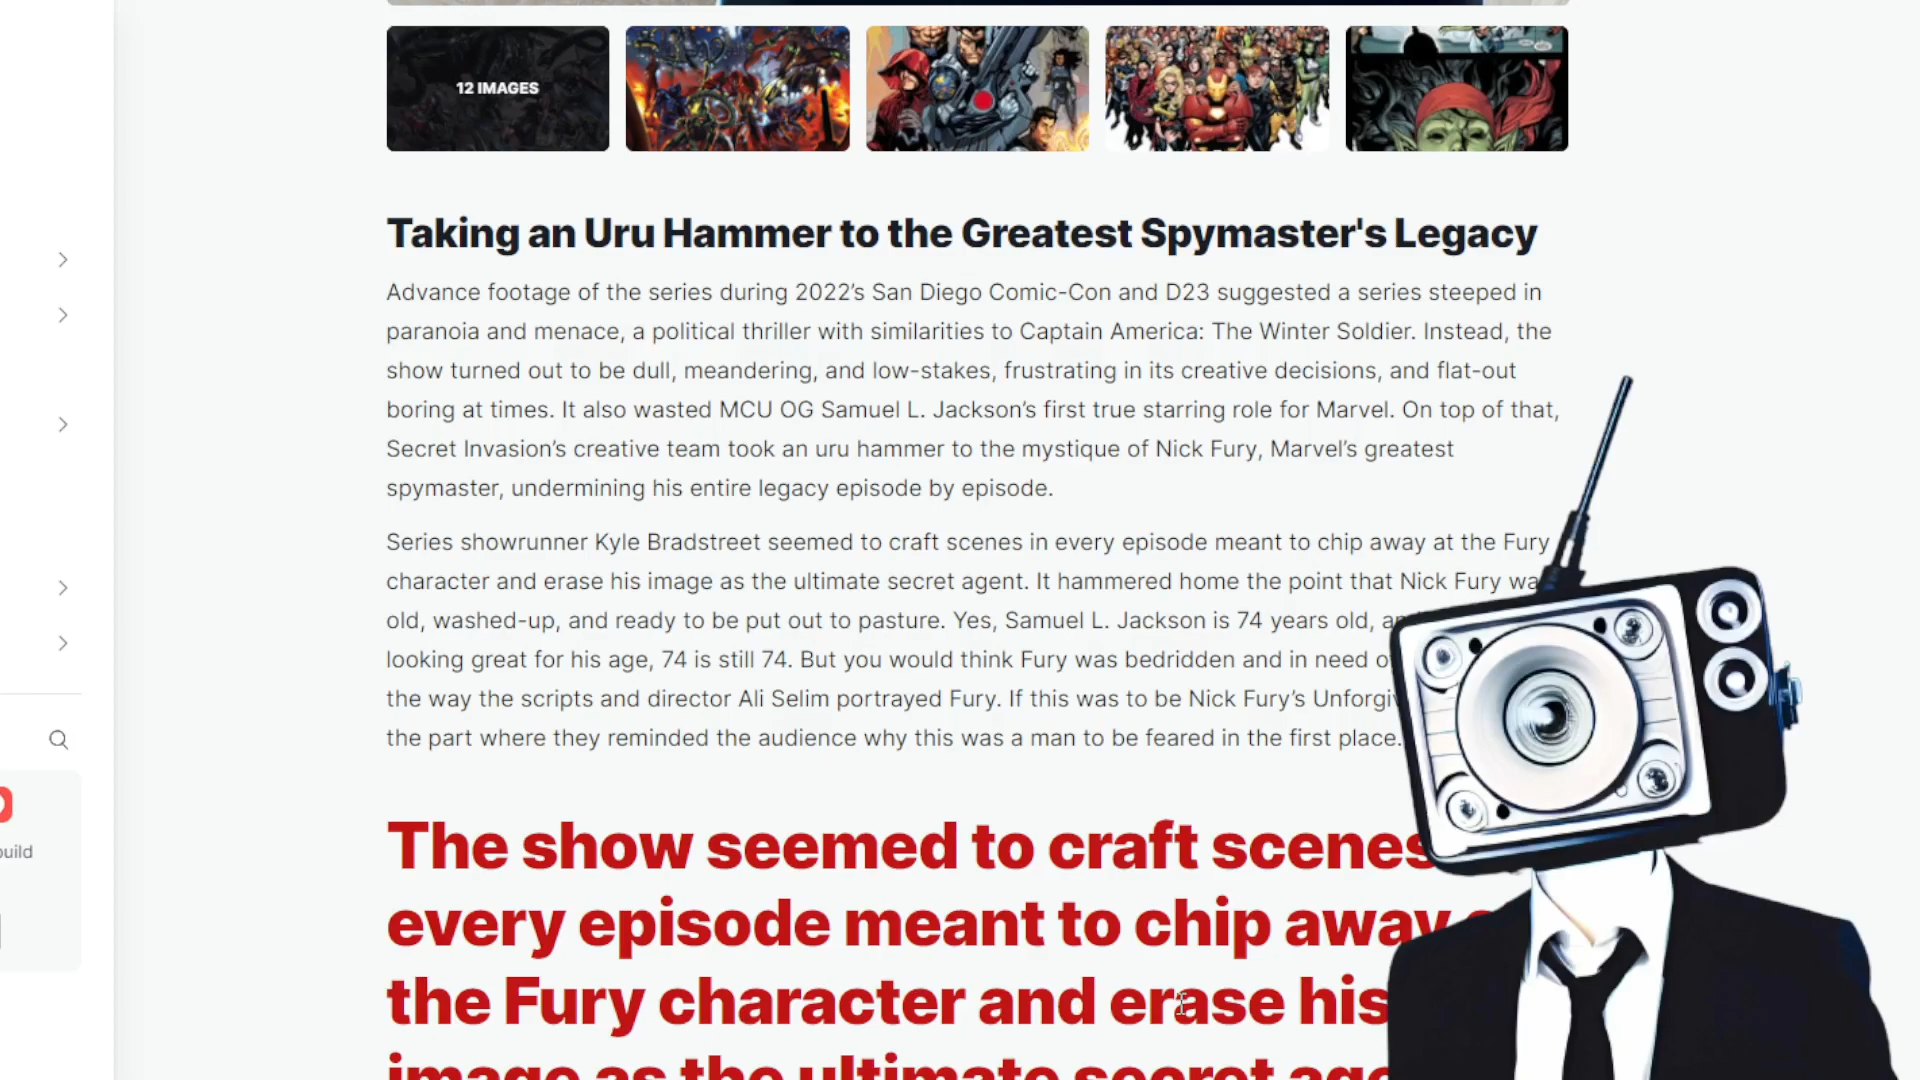 12 IMAGES
Taking an Uru Hammer to the Greatest Spymaster's Legacy
Advance footage of the series during 2022’s San Diego Comic-Con and D23 suggested a series steeped in
paranoia and menace, a political thriller with similarities to Captain America: The Winter Soldier. Instead, the
show turned out to be dull, meandering, and low-stakes, frustrating in its creative decisions, and flat-out
boring at times. It also wasted MCU OG Samuel L. Jackson’s first true starring role for Marvel. On top of that,
Secret Invasion’s creative team took an uru hammer to the mystique of Nick Fury, Marvel’s greatest
spymaster, undermining his entire legacy episode by episode.
Series showrunner Kyle Bradstreet seemed to craft scenes in every episode meant to chip away at the Fury
character and erase his image as the ultimate secret agent. It hammered home the point that Nick Fury
old, washed-up, and ready to be put out to pasture. Yes, Samuel L. Jackson is 74 years old,
looking great for his age, 74 is still 74. But you would think Fury was bedridden and in need
the way the scripts and director Ali Selim portrayed Fury. If this was to be Nick Fury’s
the part where they reminded the audience why this was a man to be feared in the first place.
The show seemed to craft scenes
every episode meant to chip away
the Fury character and erase his
image as the ultimate secret